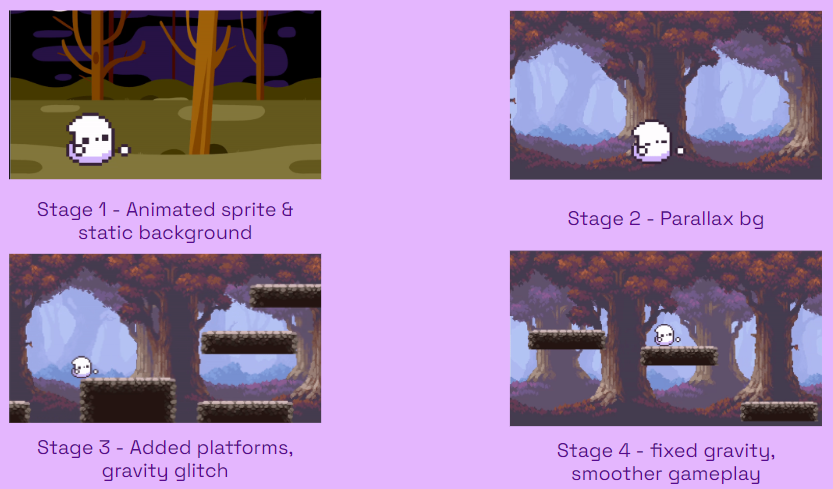 Stage 1 - Animated sprite &
static background
Stage 2 - Parallax bg
Stage 3 - Added platforms,
gravity glitch
Stage 4 - fixed gravity,
smoother gameplay